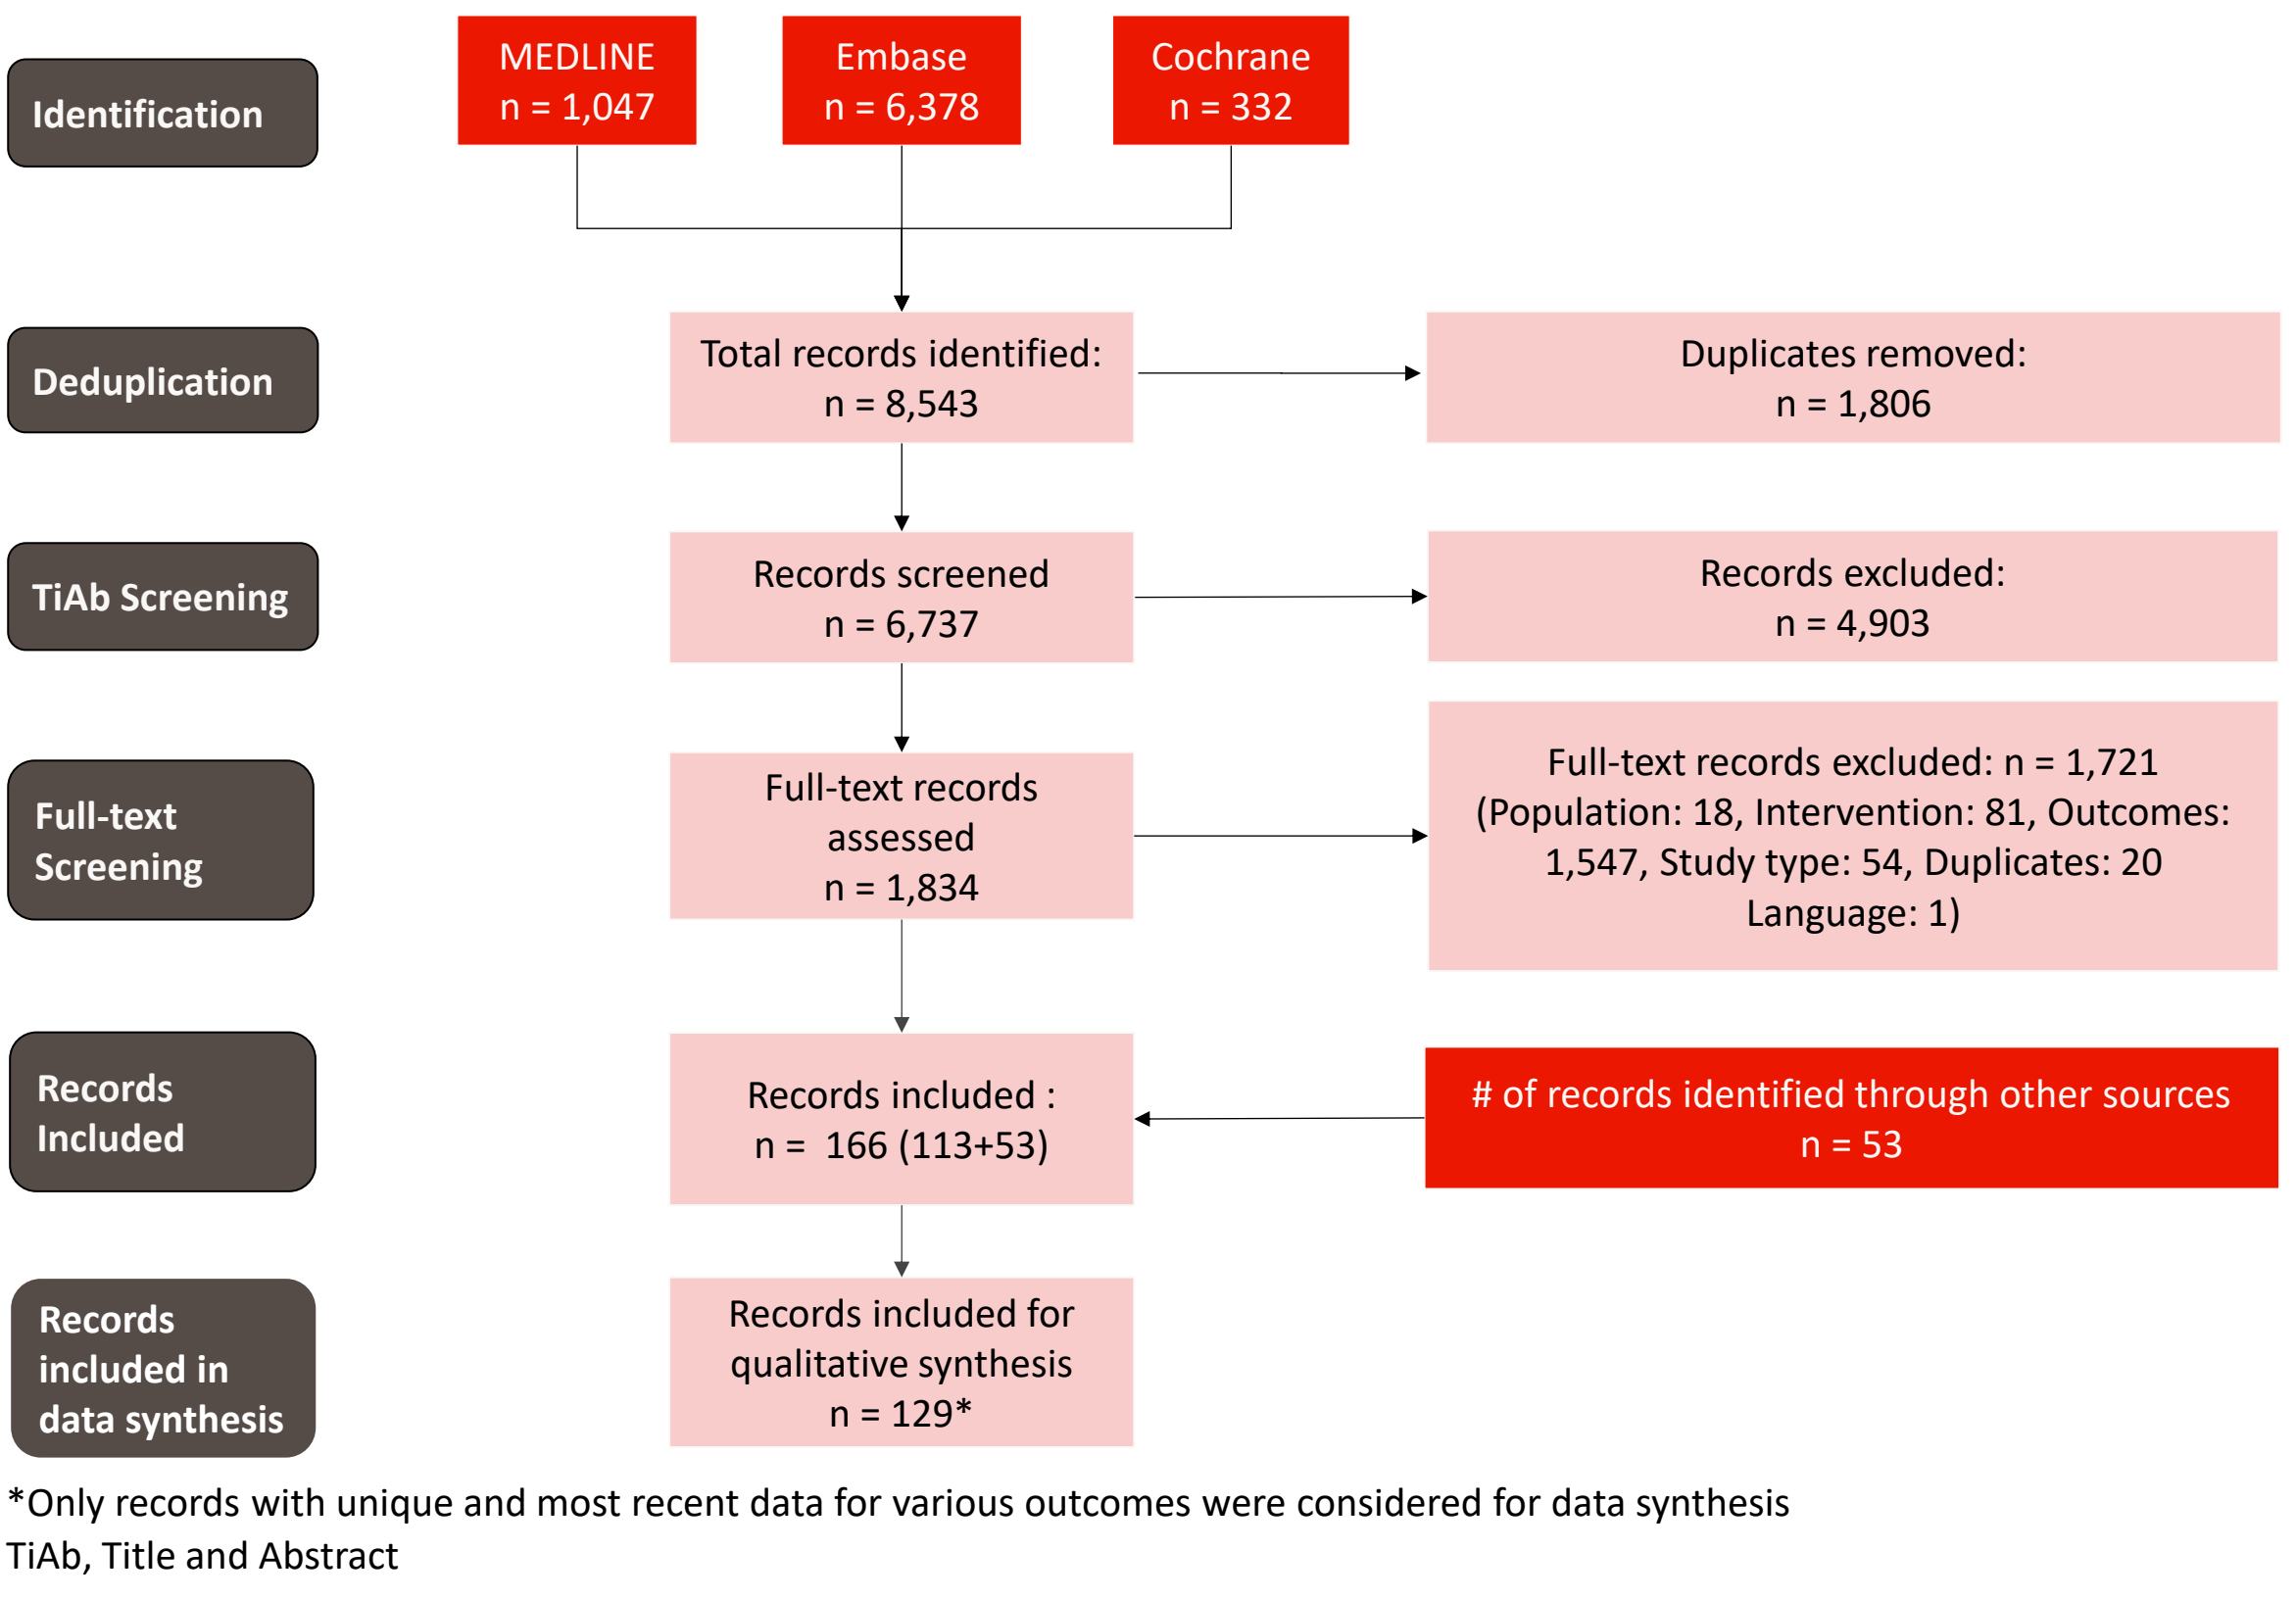 Identification
MEDLINE
n = 1,047
Embase
n = 6,378
Cochrane
n = 332
Deduplication
Total records identified:
n = 8,543
Duplicates removed:
n = 1,806
TiAb Screening
Records screened
n = 6,737
Records excluded:
n = 4,903
Full-text
Screening
Full-text records
assessed
n = 1,834
Full-text records excluded: n = 1,721
(Population: 18, Intervention: 81, Outcomes:
1,547, Study type: 54, Duplicates: 20
Language: 1)
Records
Included
Records included :
n = 166 (113+53)
# of records identified through other sources
n = 53
Records
included in
data synthesis
Records included for
qualitative synthesis
n = 129*
*Only records with unique and most recent data for various outcomes were considered for data synthesis
TiAb, Title and Abstract